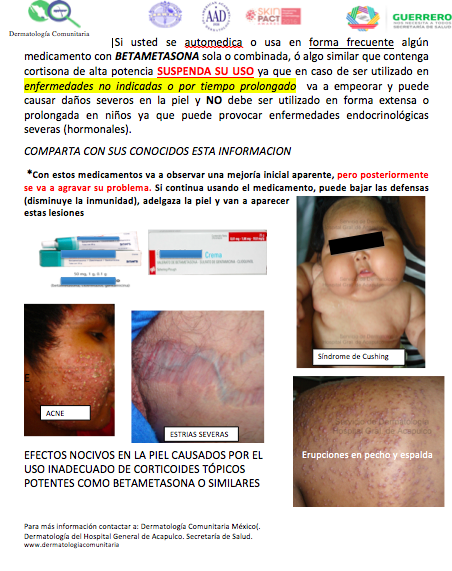 Dermatología Comunitaria
AAD
SKIN
PACT
GUERRERO
SECRETARÍA DE SALUD
|Si usted se automedica o usa en forma frecuente algún
medicamento con BETAMETASONA sola o combinada, ó algo similar que contenga
cortisona de alta potencia SUSPENDA SU USO ya que en caso de ser utilizado en
enfermedades no indicadas o por tiempo prolongado va a empeorar y puede
causar daños severos en la piel y NO debe ser utilizado en forma extensa o
prolongada en niños ya que puede provocar enfermedades endocrinológicas
severas (hormonales).
COMPARTA CON SUS CONOCIDOS ESTA INFORMACION
*Con estos medicamentos va a observar una mejoría inicial aparente, pero posteriormente
se va a agravar su problema. Si continua usando el medicamento, puede bajar las defensas
(disminuye la inmunidad), adelgaza la piel y van a aparecer
estas lesiones
Crema
Síndrome de Cushing
E
ACNE
ESTRIAS SEVERAS
Erupciones en pecho y espalda
EFECTOS NOCIVOS EN LA PIEL CAUSADOS POR EL
USO INADECUADO DE CORTICOIDES TÓPICOS
POTENTES COMO BETAMETASONA O SIMILARES
Para más información contactar a: Dermatología Comunitaria México(.
Dermatología del Hospital General de Acapulco. Secretaría de Salud.
www.dermatologiacomunitaria